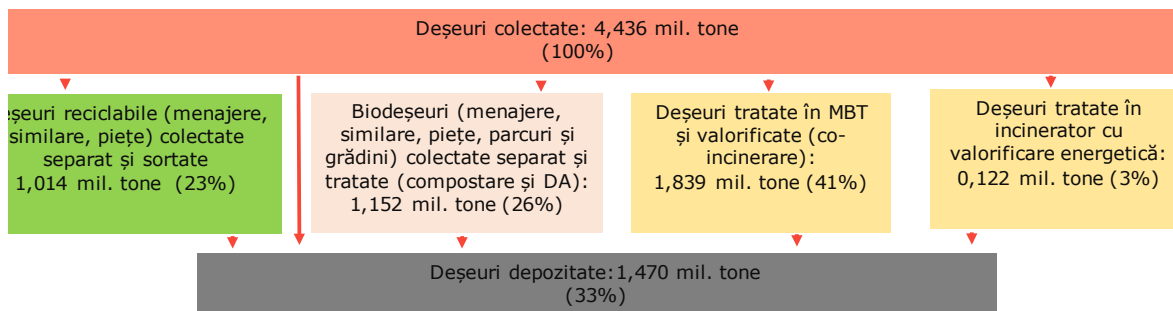 Deșeuri colectate: 4,436 mil. tone
(100%)
eșeuri reciclabile (menajere,
similare, piețe) colectate
separat și sortate
1,014 mil. tone (23%)
Biodeșeuri (menajere,
similare, piețe, parcuri și
grădini) colectate separat și
tratate (compostare și DA):
1,152 mil. tone (26%)
Deșeuri tratate în MBT
și valorificate (co-
incinerare):
1,839 mil. tone (41%)
Deșeuri tratate în
incinerator cu
valorificare energetică:
0,122 mil. tone (3%)
Deșeuri depozitate:1,470 mil. tone
(33%)